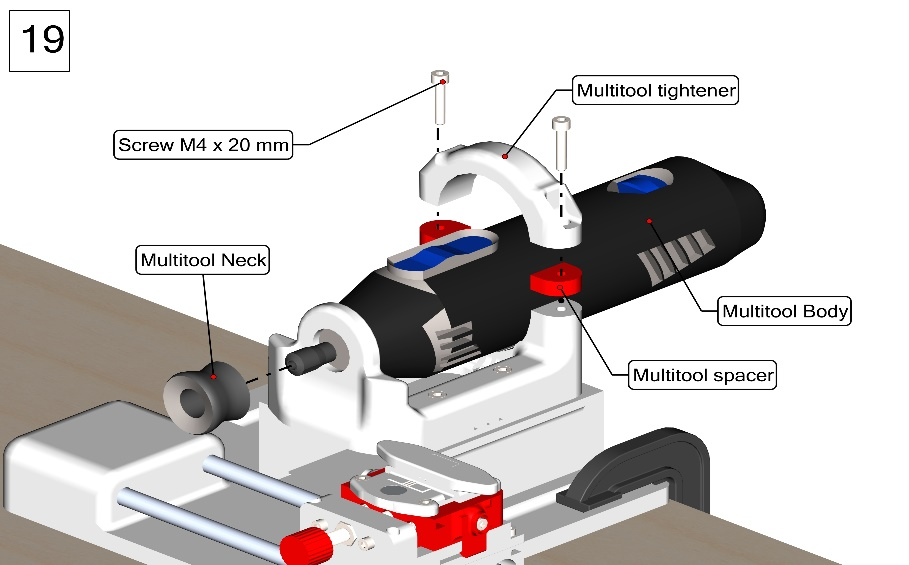 19
Multitool tightener
Screw M4 x 20 mm
Multitool Neck
Multitool Body
Multitool spacer